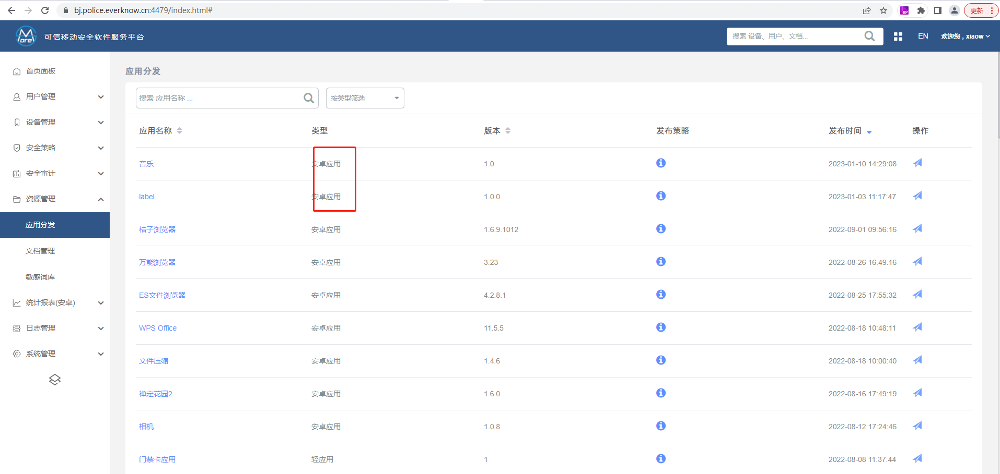 bj.police.everknow.cn:4479/index.html#
RP
更新
More
可信移动安全软件服务平台
搜索 设备、用户、文档...
EN
欢迎您 , xiaow
首页面板
用户管理
设备管理
安全策略
安全审计
资源管理
应用分发
文档管理
敏感词库
统计报表(安卓)
日志管理
系统管理
应用分发
搜索 应用名称 ...
按类型筛选
应用名称 类型 版本 发布策略 发布时间 操作
音乐 安卓应用 1.0 2023-01-10 14:29:08
label 安卓应用 1.0.0 2023-01-03 11:17:47
桔子浏览器 安卓应用 1.6.9.1012 2022-09-01 09:56:16
万能浏览器 安卓应用 3.23 2022-08-26 16:49:16
ES文件浏览器 安卓应用 4.2.8.1 2022-08-25 17:55:32
WPS Office 安卓应用 11.5.5 2022-08-18 10:48:11
文件压缩 安卓应用 1.4.6 2022-08-18 10:00:40
禅定花园2 安卓应用 1.6.0 2022-08-16 17:49:19
相机 安卓应用 1.0.8 2022-08-12 17:24:46
门禁卡应用 轻应用 1 2022-08-08 11:37:44